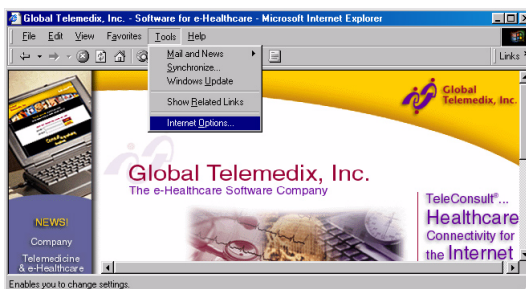 Global Telemedix, Inc. - Software for e-Healthcare - Microsoft Internet Explorer
File Edit View Favorites Tools Help
Links
Mail and News
Synchronize...
Windows Update
Show Related Links
Internet Options...
Global
Telemedix, Inc.
Global Telemedix, Inc.
The e-Healthcare Software Company
NEWS!
Company
Telemedicine
& e-Healthcare
TeleConsult®...
Healthcare
Connectivity for
the Internet
Enables you to change settings.